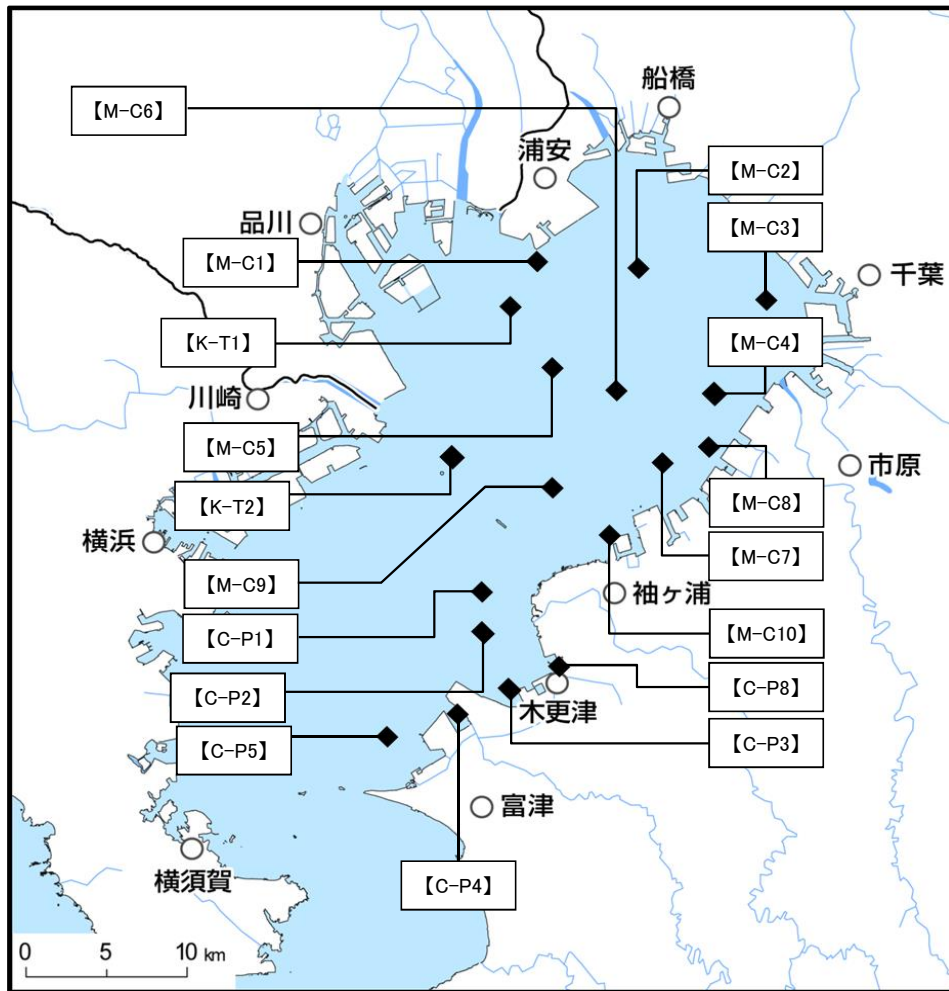 船橋
【M-C6】
浦安
【M-C2】
品川
【M-C3】
【M-C1】
千葉
【K-T1】
【M-C4】
川崎
【M-C5】
市原
【K-T2】
【M-C8】
横浜
【M-C7】
【M-C9】
袖ヶ浦
【C-P1】
【M-C10】
【C-P2】
【C-P8】
木更津
【C-P5】
【C-P3】
富津
横須賀
【C-P4】
0 5 10 km